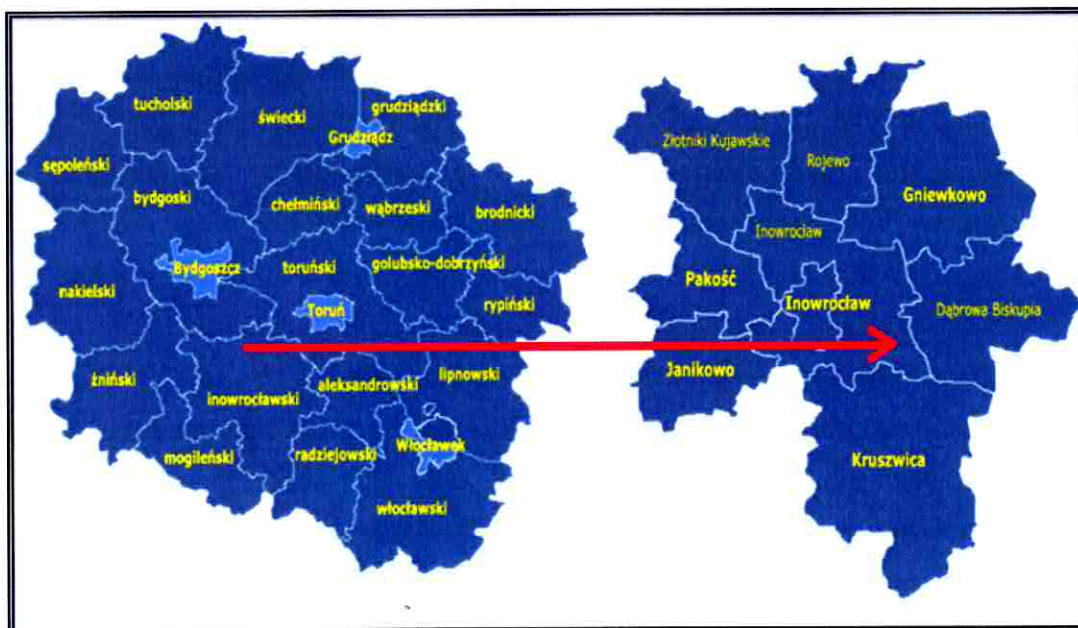 tucholski
świecki
grudziądzki
Grudziądz
sępoleński
bydgoski
chełmiński
wąbrzeski
brodnicki
Bydgoszcz
toruński
golubsko-dobrzyński
nakielski
Toruń
rypiński
żniński
inowrocławski
aleksandrowski
lipnowski
mogileński
radziejowski
Włocławek
włocławski
Złotniki Kujawskie
Rojewo
Gniewkowo
Inowrocław
Pakość
Inowrocław
Dąbrowa Biskupia
Janikowo
Kruszwica